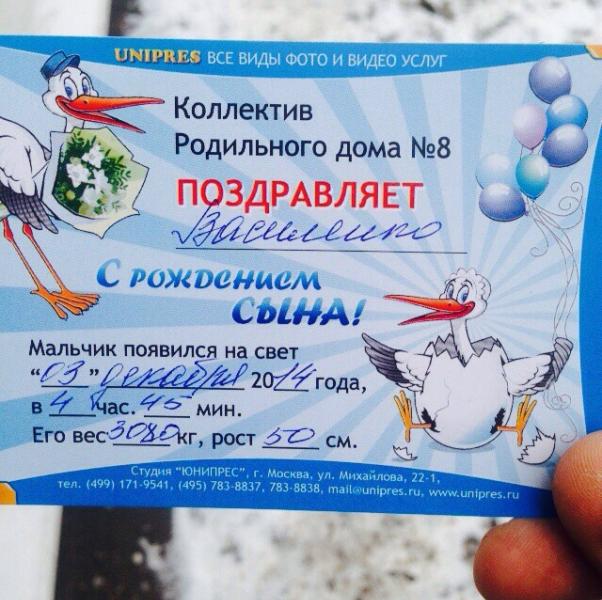 UNIPRES ВСЕ ВИДЫ ФОТО И ВИДЕО УСЛУГ
Коллектив
Родильного дома №8
ПОЗДРАВЛЯЕТ
Василенко
С РОЖДЕНИЕМ
СЫНА!
Мальчик появился на свет
"03" декабря 2014 года,
в 4 час. 45 мин.
Его вес 3080 кг, рост 50 см.
Студия "ЮНИПРЕС", г. Москва, ул. Михайлова, 22-1,
тел. (499) 171-9541, (495) 783-8837, 783-8838, mail@unipres.ru, www.unipres.ru